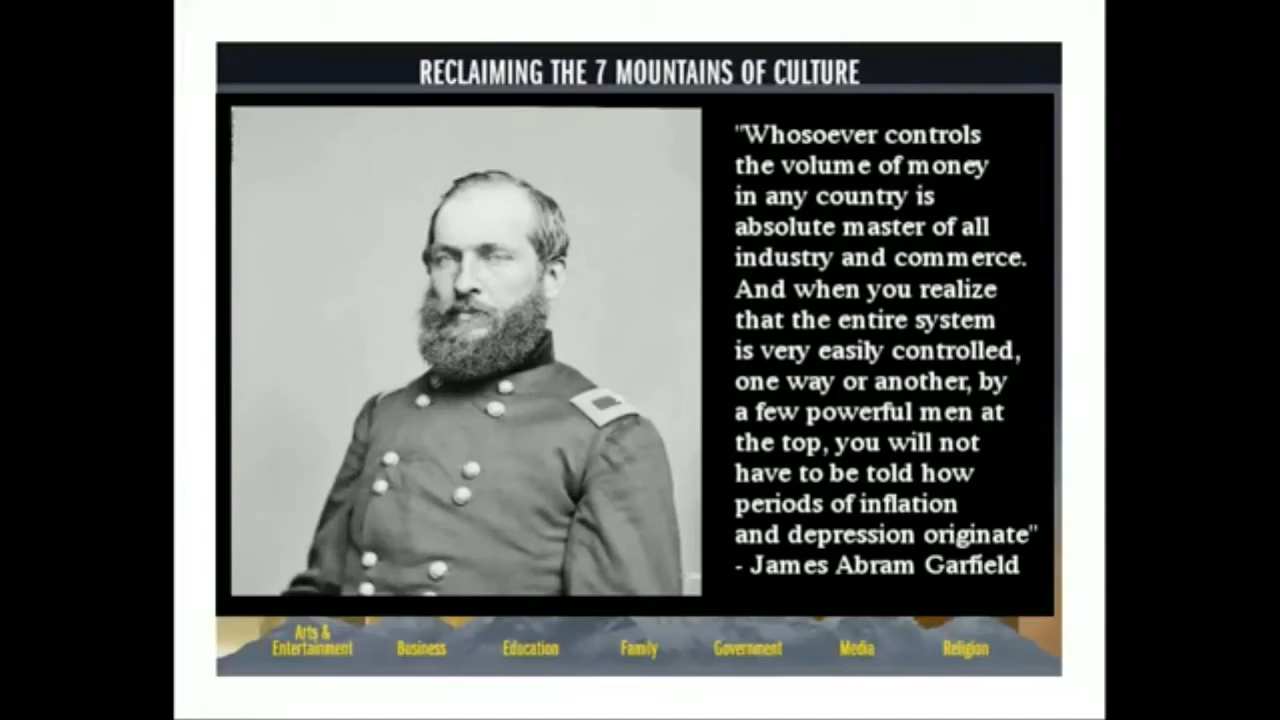 RECLAIMING THE 7 MOUNTAINS OF CULTURE
"Whosoever controls
the volume of money
in any country is
absolute master of all
industry and commerce.
And when you realize
that the entire system
is very easily controlled,
one way or another, by
a few powerful men at
the top, you will not
have to be told how
periods of inflation
and depression originate"
- James Abram Garfield
Arts &
Entertainment Business Education Family Government Media Religion